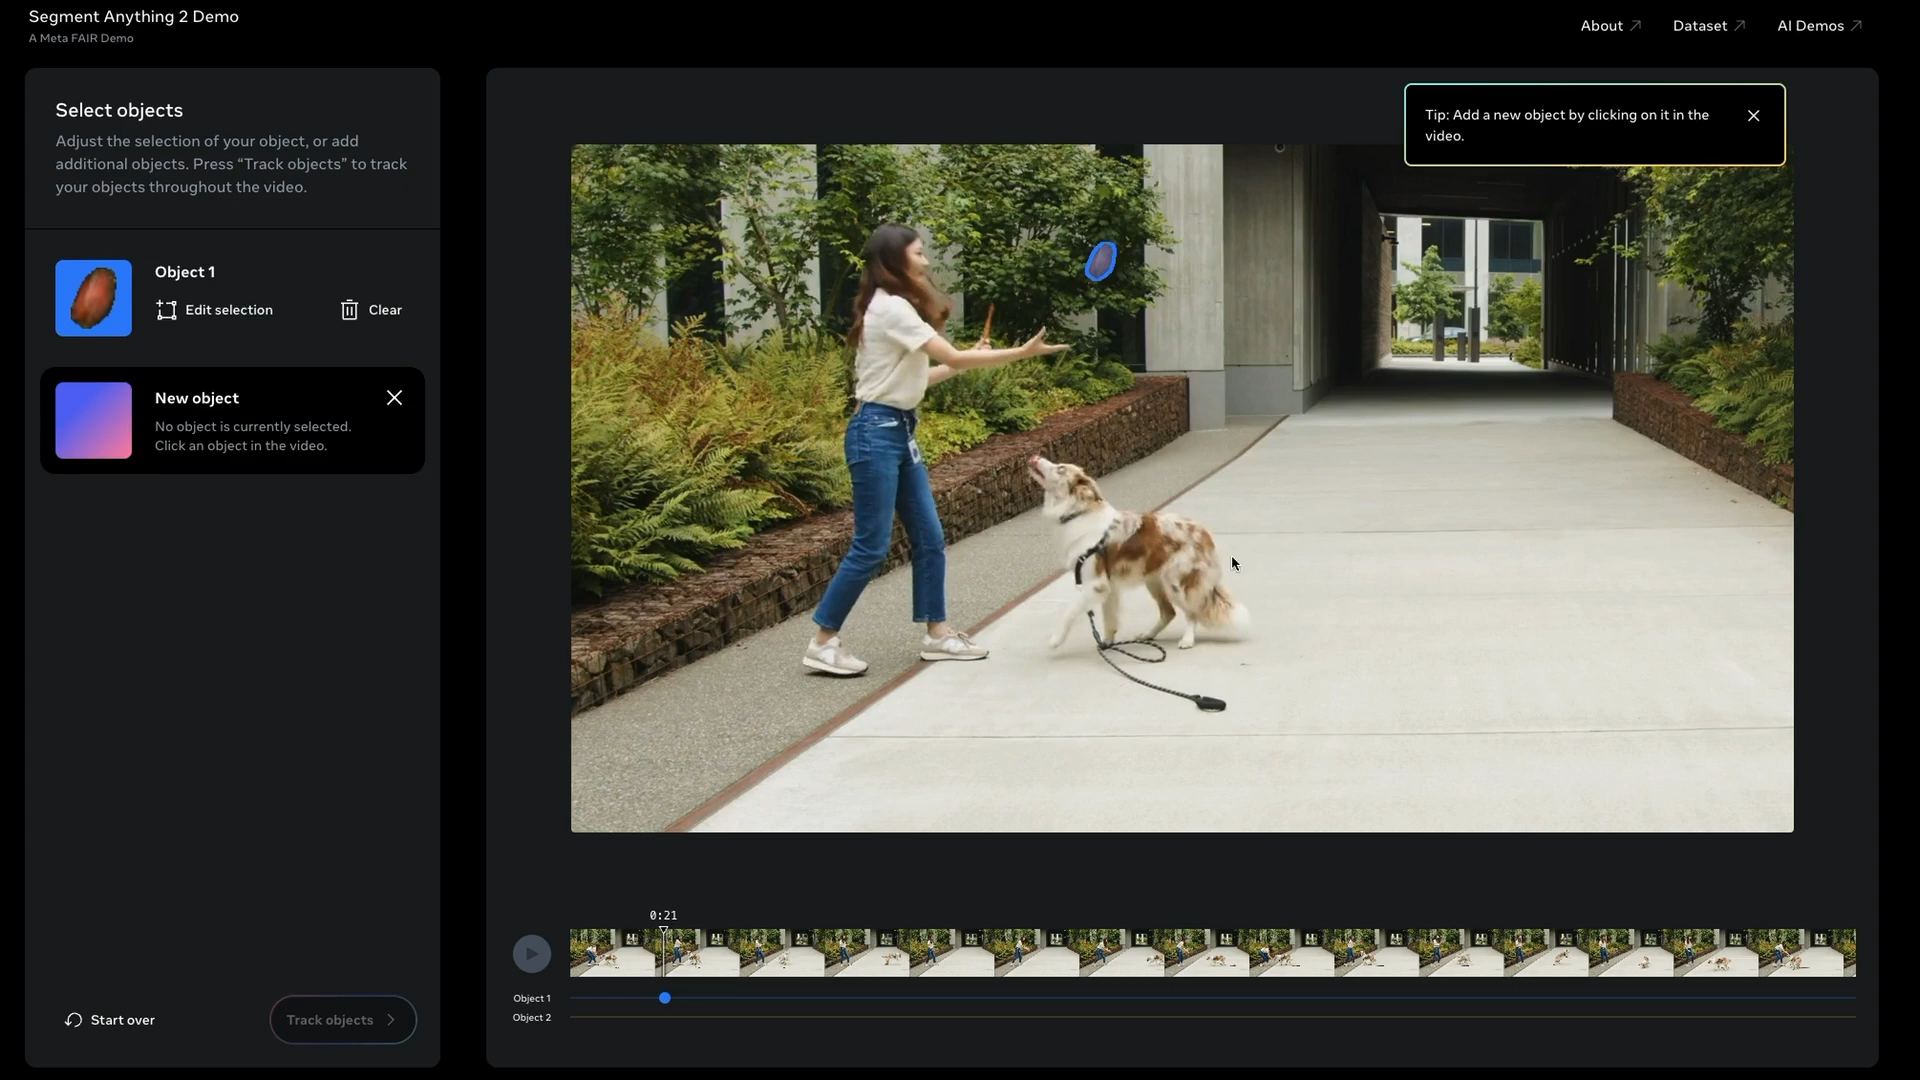 Segment Anything 2 Demo
A Meta FAIR Demo
About
Dataset
AI Demos
Select objects
Adjust the selection of your object, or add
additional objects. Press “Track objects” to track
your objects throughout the video.
Tip: Add a new object by clicking on it in the
video.
Object 1
Edit selection
Clear
New object
No object is currently selected.
Click an object in the video.
0:21
Object 1
Object 2
Start over
Track objects